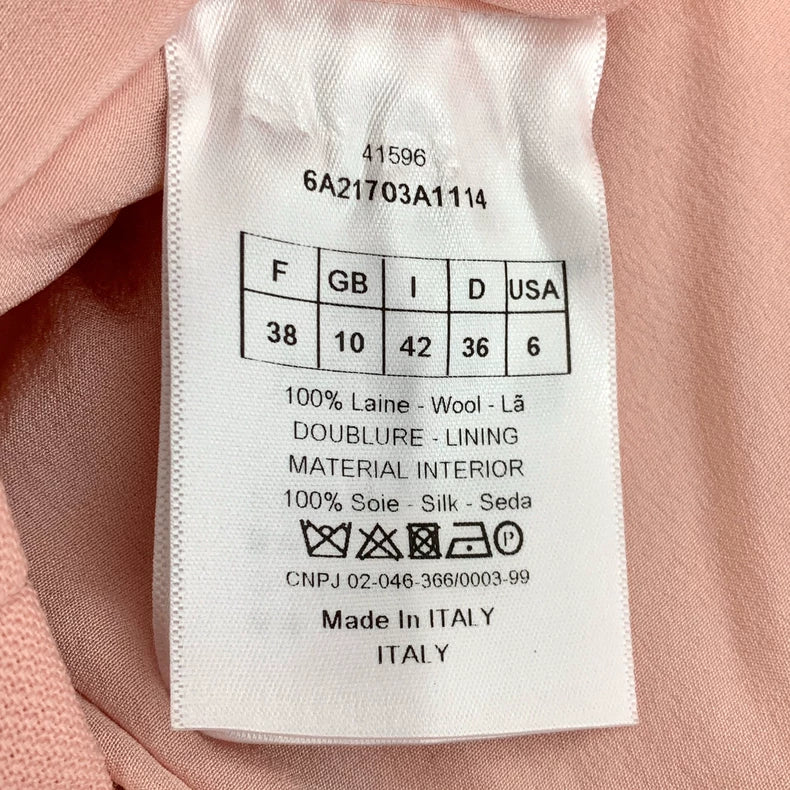 41596
6A21703A1114
F GB I D USA
38 10 42 36 6
100% Laine - Wool - Lã
DOUBLURE - LINING
MATERIAL INTERIOR
100% Soie - Silk - Seda
P
CNPJ 02-046-366/0003-99
Made In ITALY
ITALY